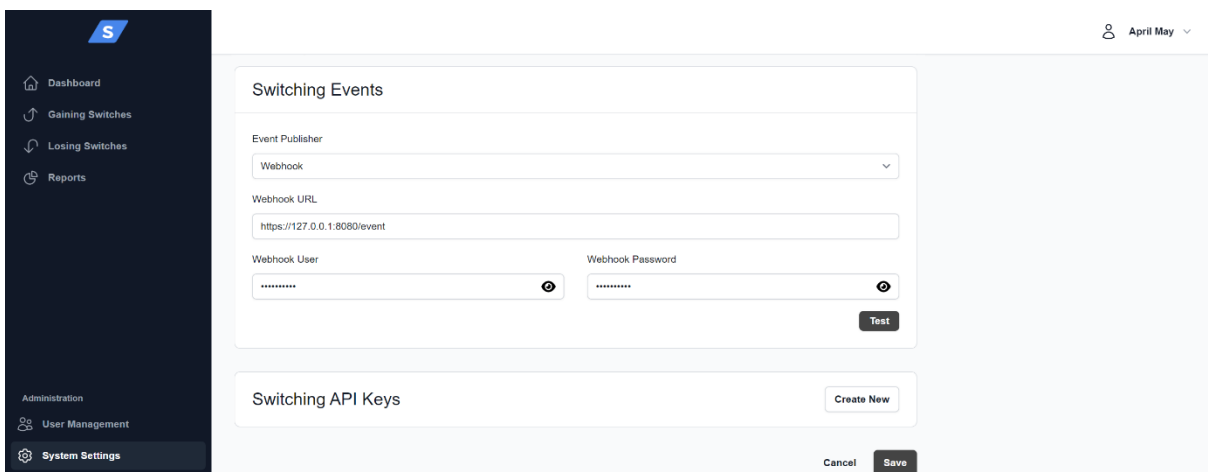 S
April May
Dashboard
Gaining Switches
Losing Switches
Reports
Administration
User Management
System Settings
Switching Events
Event Publisher
Webhook
Webhook URL
https://127.0.0.1:8080/event
Webhook User Webhook Password
•••••••••• ••••••••••
Test
Switching API Keys Create New
Cancel Save